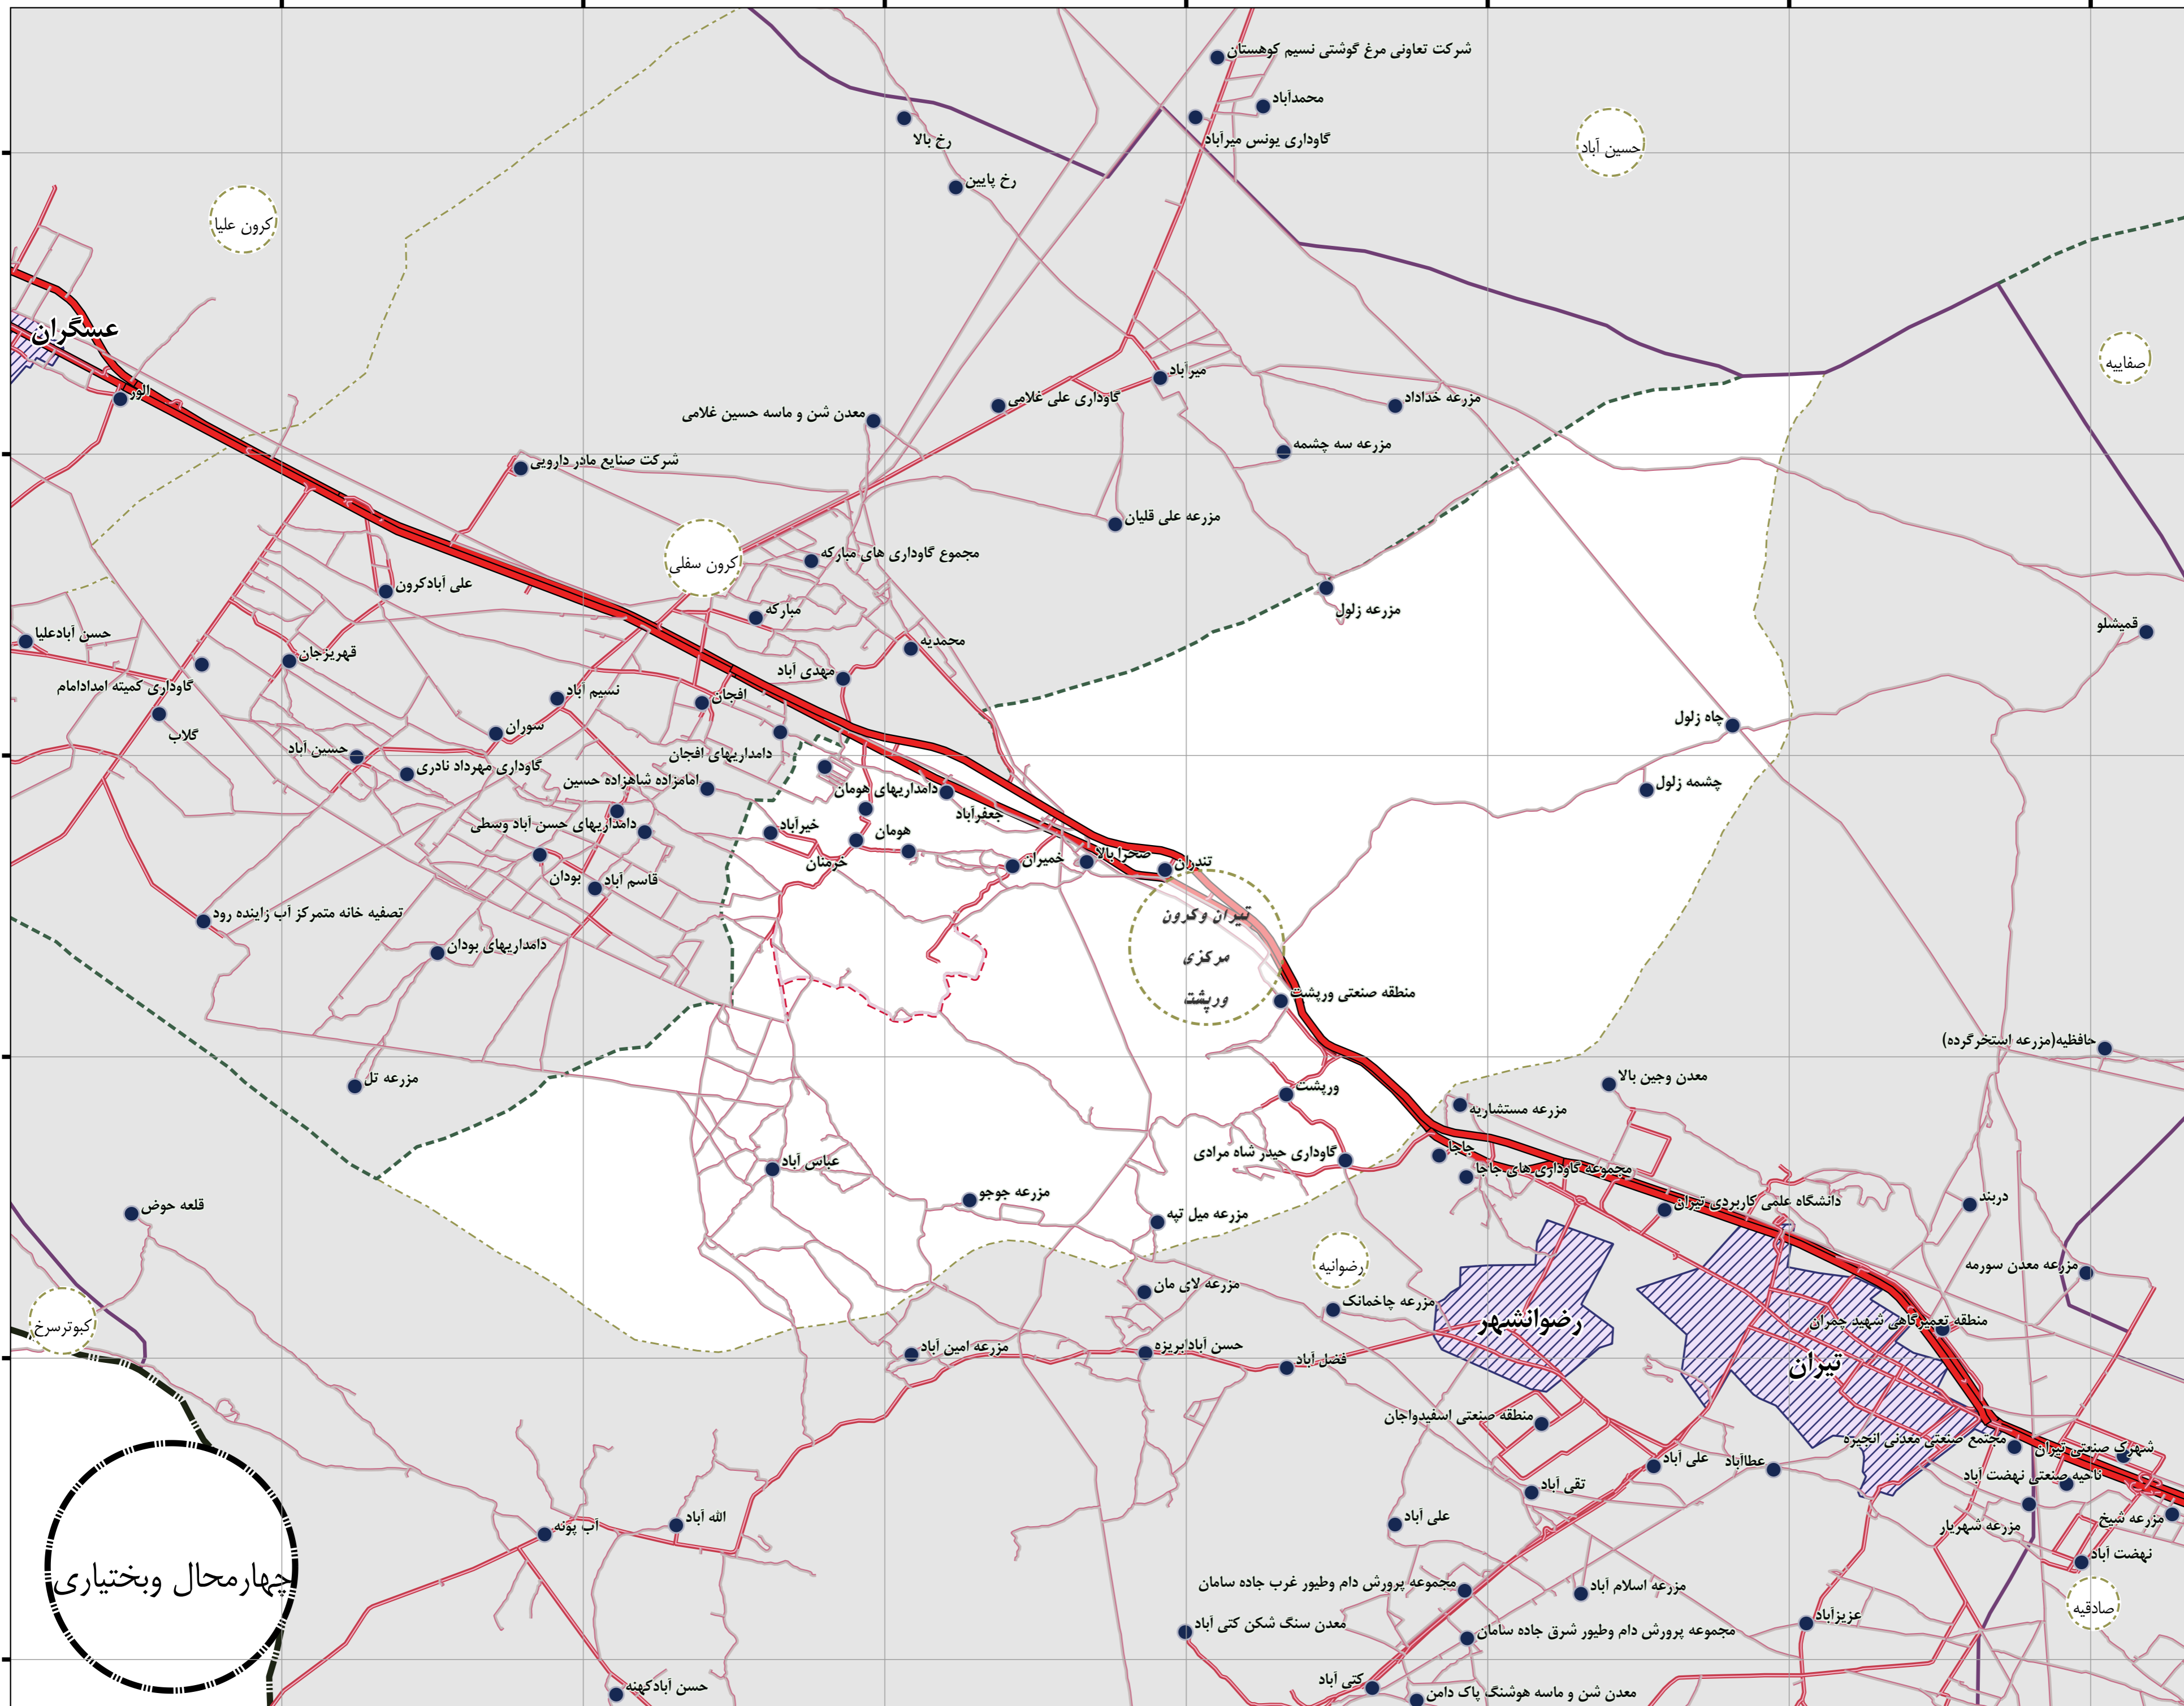 شرکت تعاونی مرغ گوشتی نسیم کوهستان
محمدآباد
گاوداری یونس میرآباد
رخ بالا
حسین آباد
رخ پایین
کرون علیا
عسگران
صفاییه
الور
میرآباد
گاوداری علی غلامی
مزرعه خداداد
معدن شن و ماسه حسین غلامی
مزرعه سه چشمه
شرکت صنایع مادر دارویی
مزرعه علی قلیان
کرون سفلی
مجموع گاوداری های مبارکه
علی آبادکرون
مبارکه
مزرعه زلول
قمیشلو
حسن آبادعلیا
قهریزجان
محمدیه
گاوداری کمیته امدادامام
مهدی آباد
نسیم آباد
افجان
گلاب
سوران
چاه زلول
حسین آباد
دامداریهای افجان
گاوداری مهرداد نادری
امامزاده شاهزاده حسین
دامداریهای هومان
چشمه زلول
جعفرآباد
دامداریهای حسن آباد وسطی
خیرآباد
هومان
خرمنان
خمیران
صحرا بالا
تندران
بودان
قاسم آباد
تصفیه خانه متمرکز آب زاینده رود
دامداریهای بودان
تیران وکرون
مرکزی
ورپشت
منطقه صنعتی ورپشت
حافظیه(مزرعه استخرگرده)
مزرعه تل
ورپشت
معدن وجین بالا
مزرعه مستشاریه
گاوداری حیدر شاه مرادی
جاجا
عباس آباد
مجموعه گاوداری های جاجا
مزرعه جوجو
دانشگاه علمی کاربردی تیران
دربند
قلعه حوض
مزرعه میل تپه
رضوانیه
مزرعه معدن سورمه
مزرعه لای مان
مزرعه چاخمانک
کبوترسرخ
رضوانشهر
منطقه تعمیرگاهی شهید چمران
مزرعه امین آباد
حسن آبادابریزه
فضل آباد
تیران
منطقه صنعتی اسفیدواجان
مجتمع صنعتی معدنی انجیره
شهرک صنعتی تیران
علی آباد
عطاآباد
ناحیه صنعتی نهضت آباد
تقی آباد
علی آباد
الله آباد
آب پونه
مزرعه شهریار
مزرعه شیخ
نهضت آباد
چهارمحال وبختیاری
مجموعه پرورش دام وطیور غرب جاده سامان
مزرعه اسلام آباد
صادقیه
معدن سنگ شکن کتی آباد
مجموعه پرورش دام وطیور شرق جاده سامان
عزیزآباد
کتی آباد
حسن آبادکهنه
معدن شن و ماسه هوشنگ پاک دامن